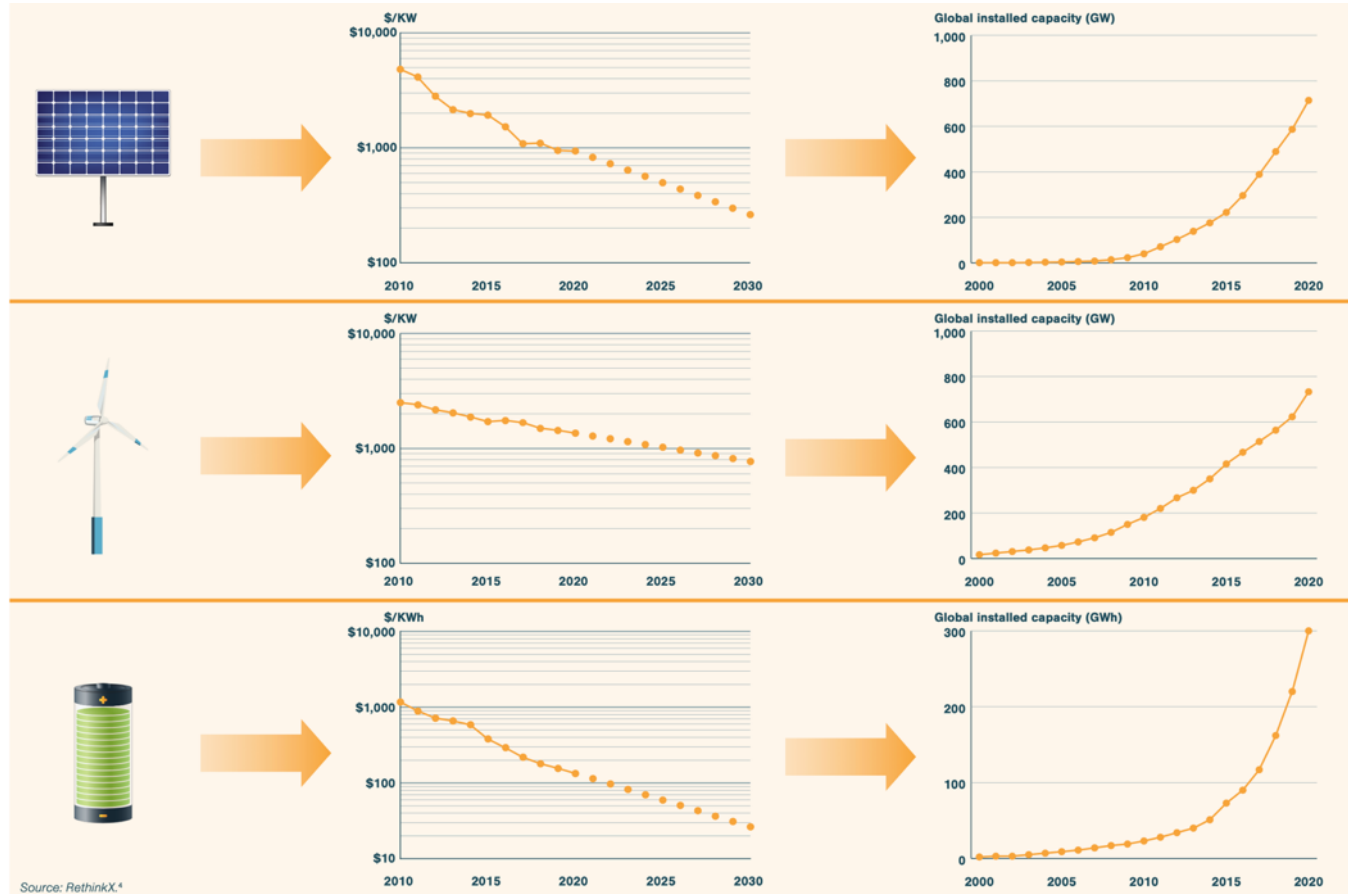 $/KW
$10,000
$1,000
$100
2010 2015 2020 2025 2030
Global installed capacity (GW)
1,000
800
600
400
200
0
2000 2005 2010 2015 2020
$/KW
$10,000
$1,000
$100
2010 2015 2020 2025 2030
Global installed capacity (GW)
1,000
800
600
400
200
0
2000 2005 2010 2015 2020
+
-
$/KWh
$10,000
$1,000
$100
$10
2010 2015 2020 2025 2030
Global installed capacity (GWh)
300
200
100
0
2000 2005 2010 2015 2020
Source: RethinkX.⁴